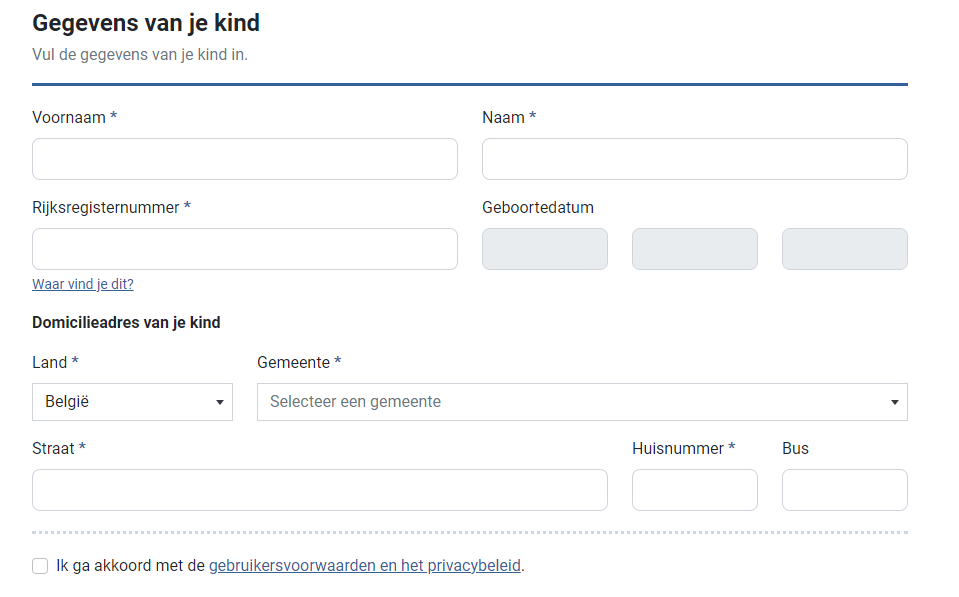 Gegevens van je kind
Vul de gegevens van je kind in.
Voornaam * Naam *
Rijksregisternummer * Geboortedatum
Waar vind je dit?
Domicilieadres van je kind
Land * Gemeente *
België Selecteer een gemeente
Straat * Huisnummer * Bus
Ik ga akkoord met de gebruikersvoorwaarden en het privacybeleid.